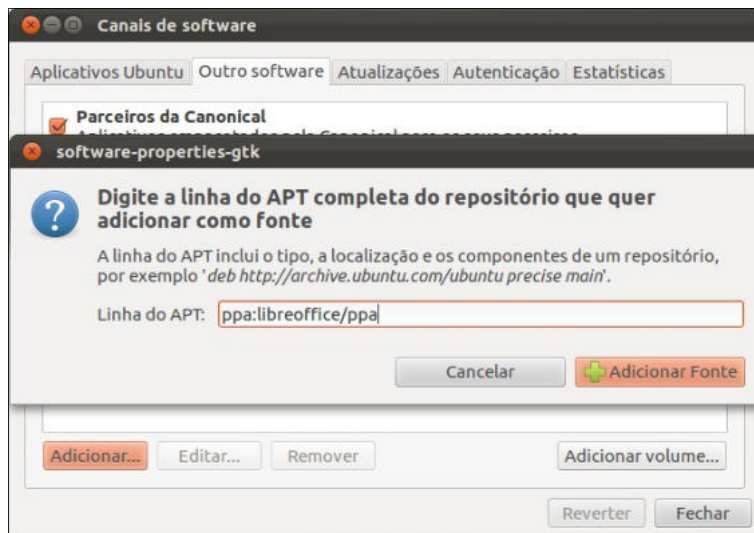 Canais de software
Aplicativos Ubuntu Outro software Atualizações Autenticação Estatísticas
Parceiros da Canonical
software-properties-gtk
Digite a linha do APT completa do repositório que quer
adicionar como fonte
A linha do APT inclui o tipo, a localização e os componentes de um repositório,
por exemplo 'deb http://archive.ubuntu.com/ubuntu precise main'.
Linha do APT: ppa:libreoffice/ppa
Cancelar Adicionar Fonte
Adicionar... Editar... Remover Adicionar volume...
Reverter Fechar